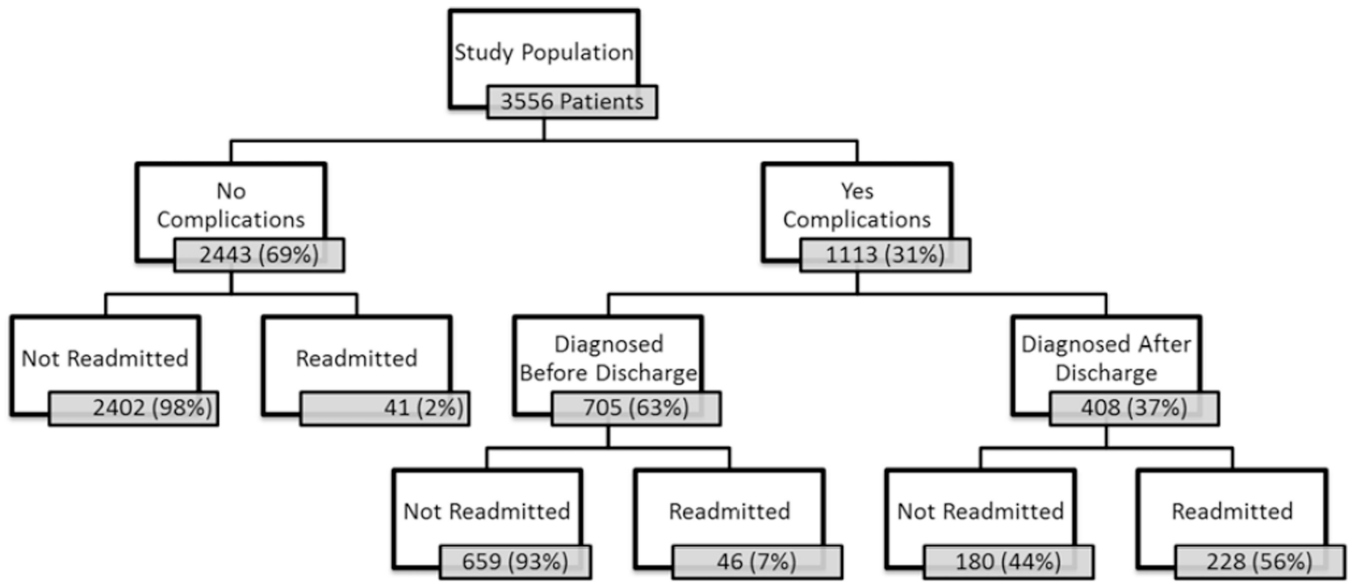 Study Population
3556 Patients
No
Complications
2443 (69%)
Yes
Complications
1113 (31%)
Not Readmitted
2402 (98%)
Readmitted
41 (2%)
Diagnosed
Before Discharge
705 (63%)
Diagnosed After
Discharge
408 (37%)
Not Readmitted
659 (93%)
Readmitted
46 (7%)
Not Readmitted
180 (44%)
Readmitted
228 (56%)